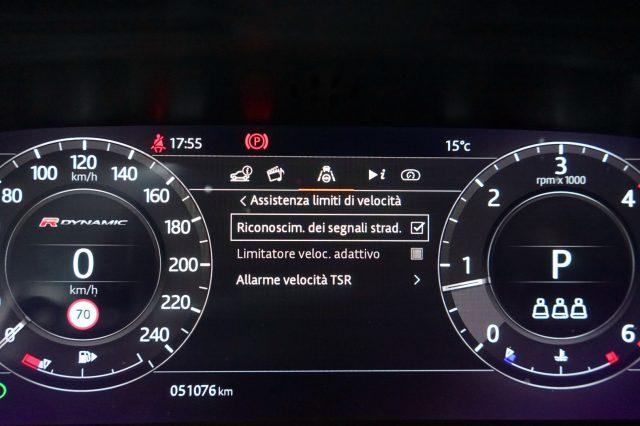 17:55
(P)
15°c
80
100
120
140
160
180
200
220
240
km/h
R DYNAMIC
0
km/h
70
0
i
Assistenza limiti di velocità
Riconoscim. dei segnali strad.
Limitatore veloc. adattivo
Allarme velocità TSR
051076 km
0
1
2
3
4
5
6
rpm x 1000
P